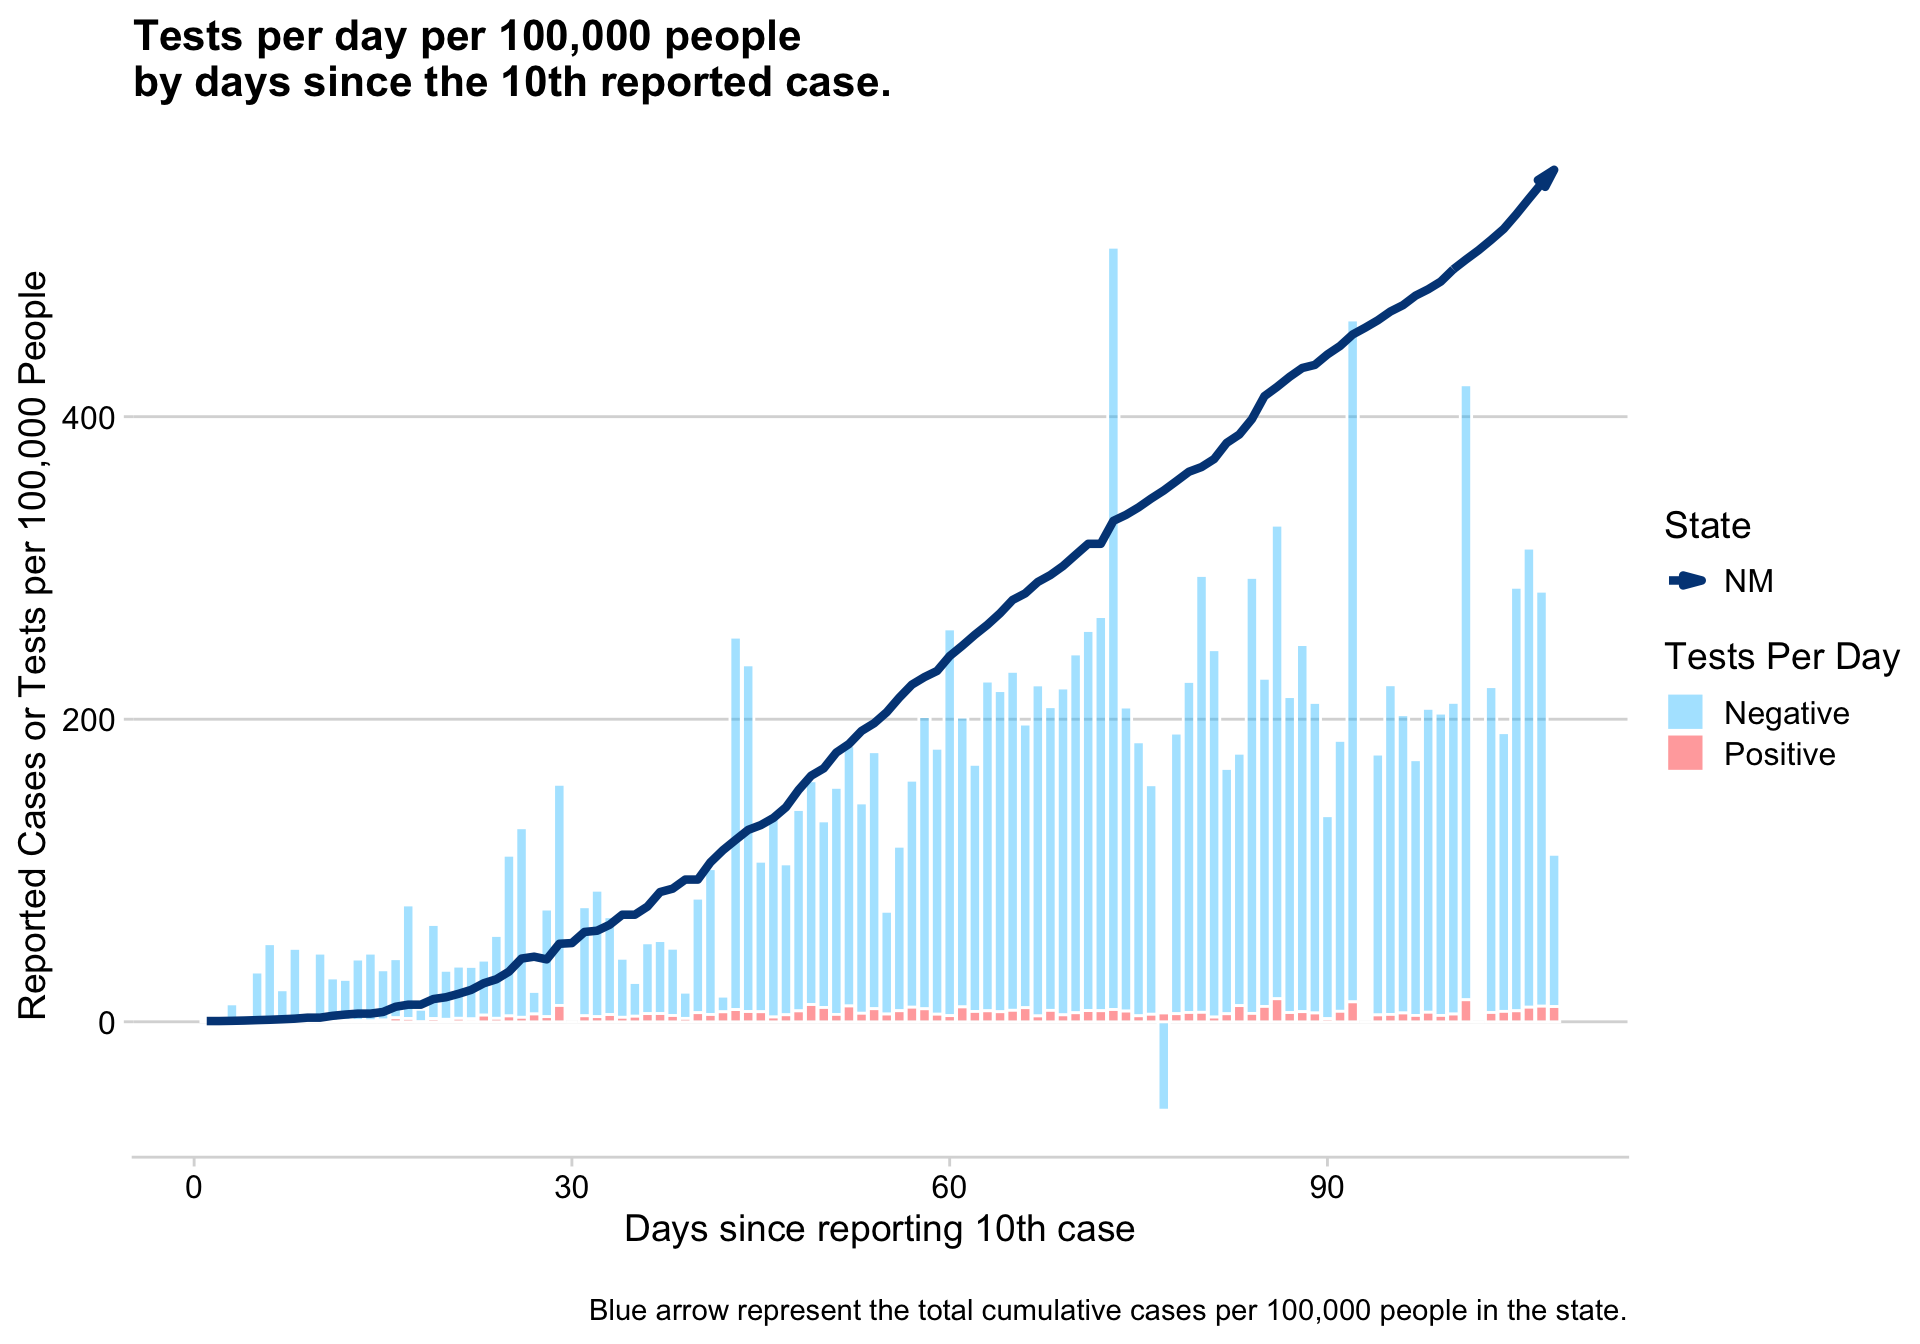 Tests per day per 100,000 people
by days since the 10th reported case.
Reported Cases or Tests per 100,000 People
400
200
0
0
30
60
90
Days since reporting 10th case
State
NM
Tests Per Day
Negative
Positive
Blue arrow represent the total cumulative cases per 100,000 people in the state.